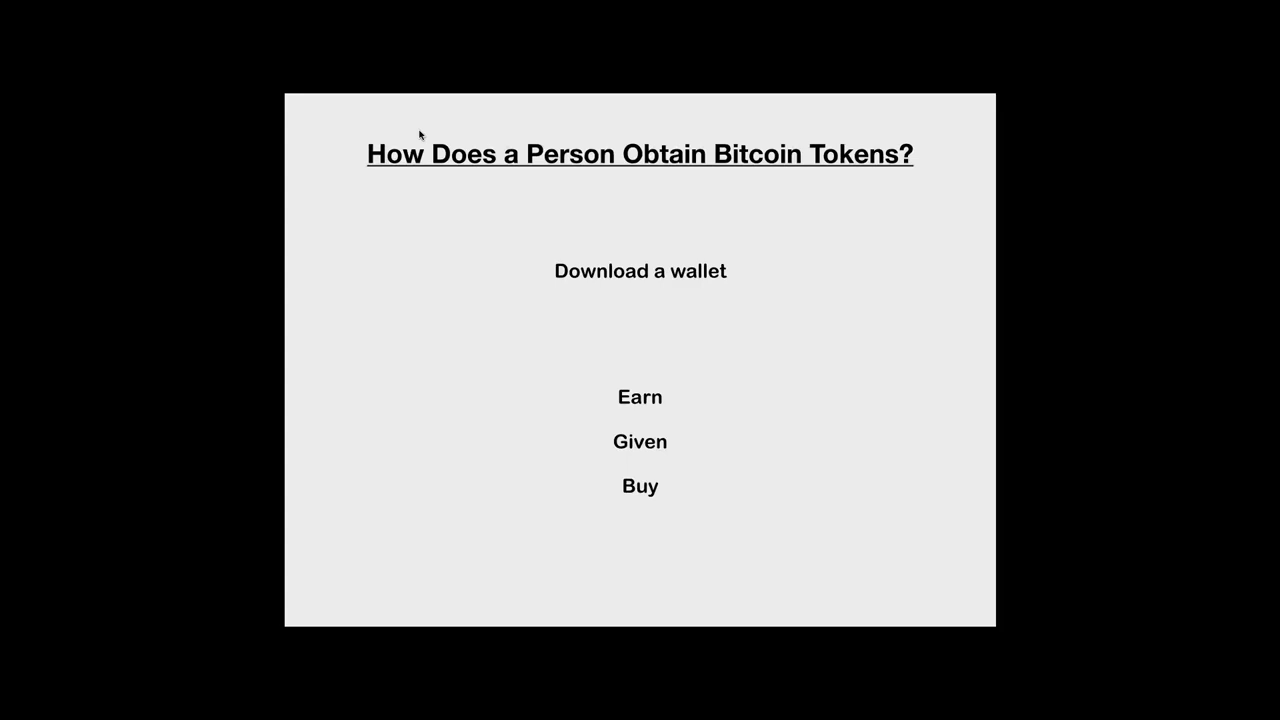 How Does a Person Obtain Bitcoin Tokens?
Download a wallet
Earn
Given
Buy